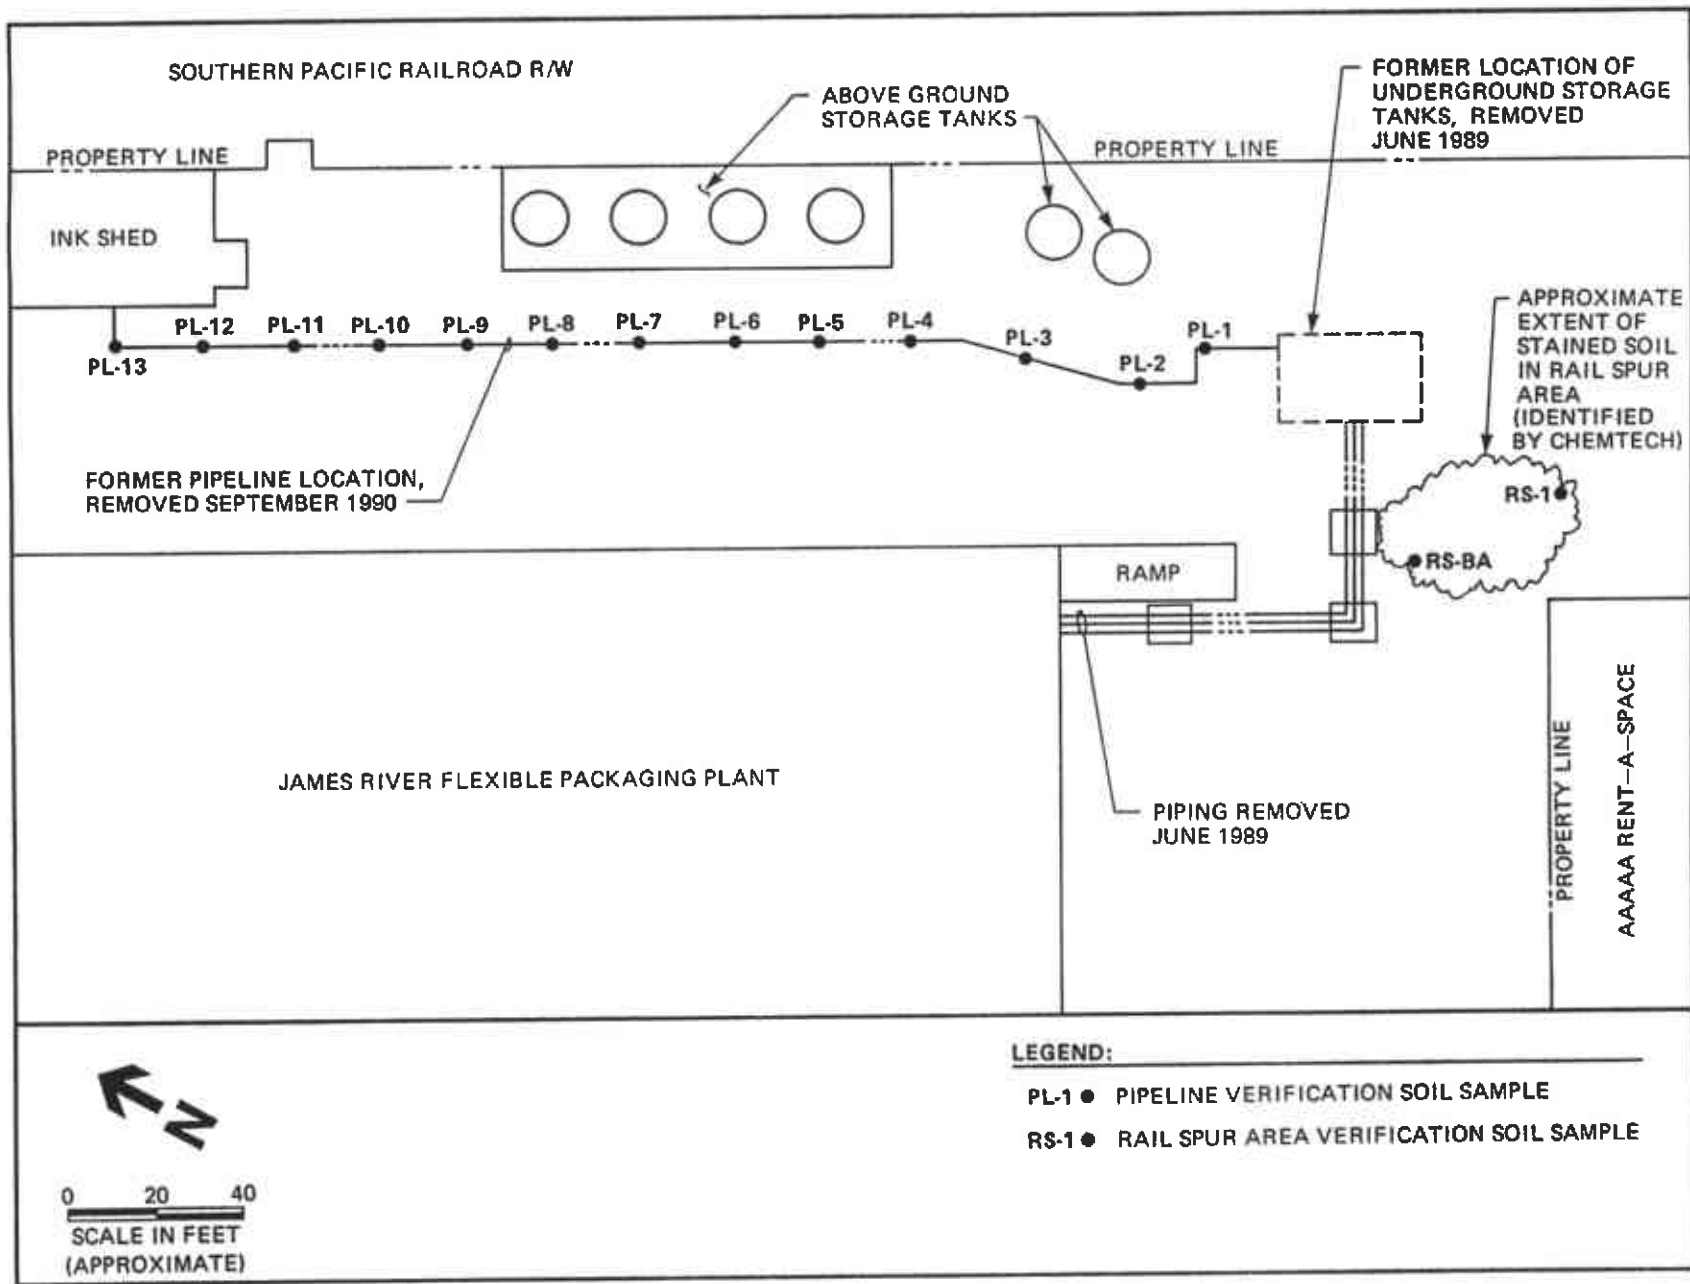 SOUTHERN PACIFIC RAILROAD R/W
ABOVE GROUND
STORAGE TANKS
FORMER LOCATION OF
UNDERGROUND STORAGE
TANKS, REMOVED
JUNE 1989
PROPERTY LINE
PROPERTY LINE
INK SHED
APPROXIMATE
EXTENT OF
STAINED SOIL
IN RAIL SPUR
AREA
(IDENTIFIED
BY CHEMTECH)
PL-13
PL-12
PL-11
PL-10
PL-9
PL-8
PL-7
PL-6
PL-5
PL-4
PL-3
PL-2
PL-1
FORMER PIPELINE LOCATION,
REMOVED SEPTEMBER 1990
RS-1
RS-BA
RAMP
JAMES RIVER FLEXIBLE PACKAGING PLANT
PIPING REMOVED
JUNE 1989
PROPERTY LINE
AAAAA RENT-A-SPACE
N
0 20 40
SCALE IN FEET
(APPROXIMATE)
LEGEND:
PL-1 ● PIPELINE VERIFICATION SOIL SAMPLE
RS-1 ● RAIL SPUR AREA VERIFICATION SOIL SAMPLE